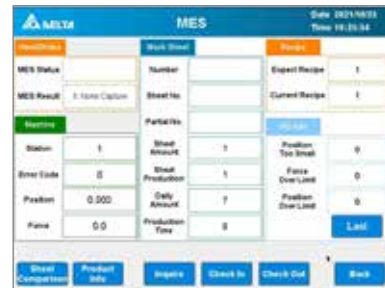 DELTA
MES
Date 2021/10/22
Time 10:25:54
Work Sheet
Recipe
MES Status
Number
Expect Recipe
1
MES Result
Sheet No.
Current Recipe
1
Machine
Partial No.
Station
1
Sheet Amount
1
Position Too Small
0
Error Code
0
Sheet Production
1
Force Over Limit
0
Position
0.000
Daily Amount
7
Position Over Limit
0
Force
0.0
Production Time
8
Last
Sheet Comparison
Product Info
Inquire
Check In
Check Out
Back